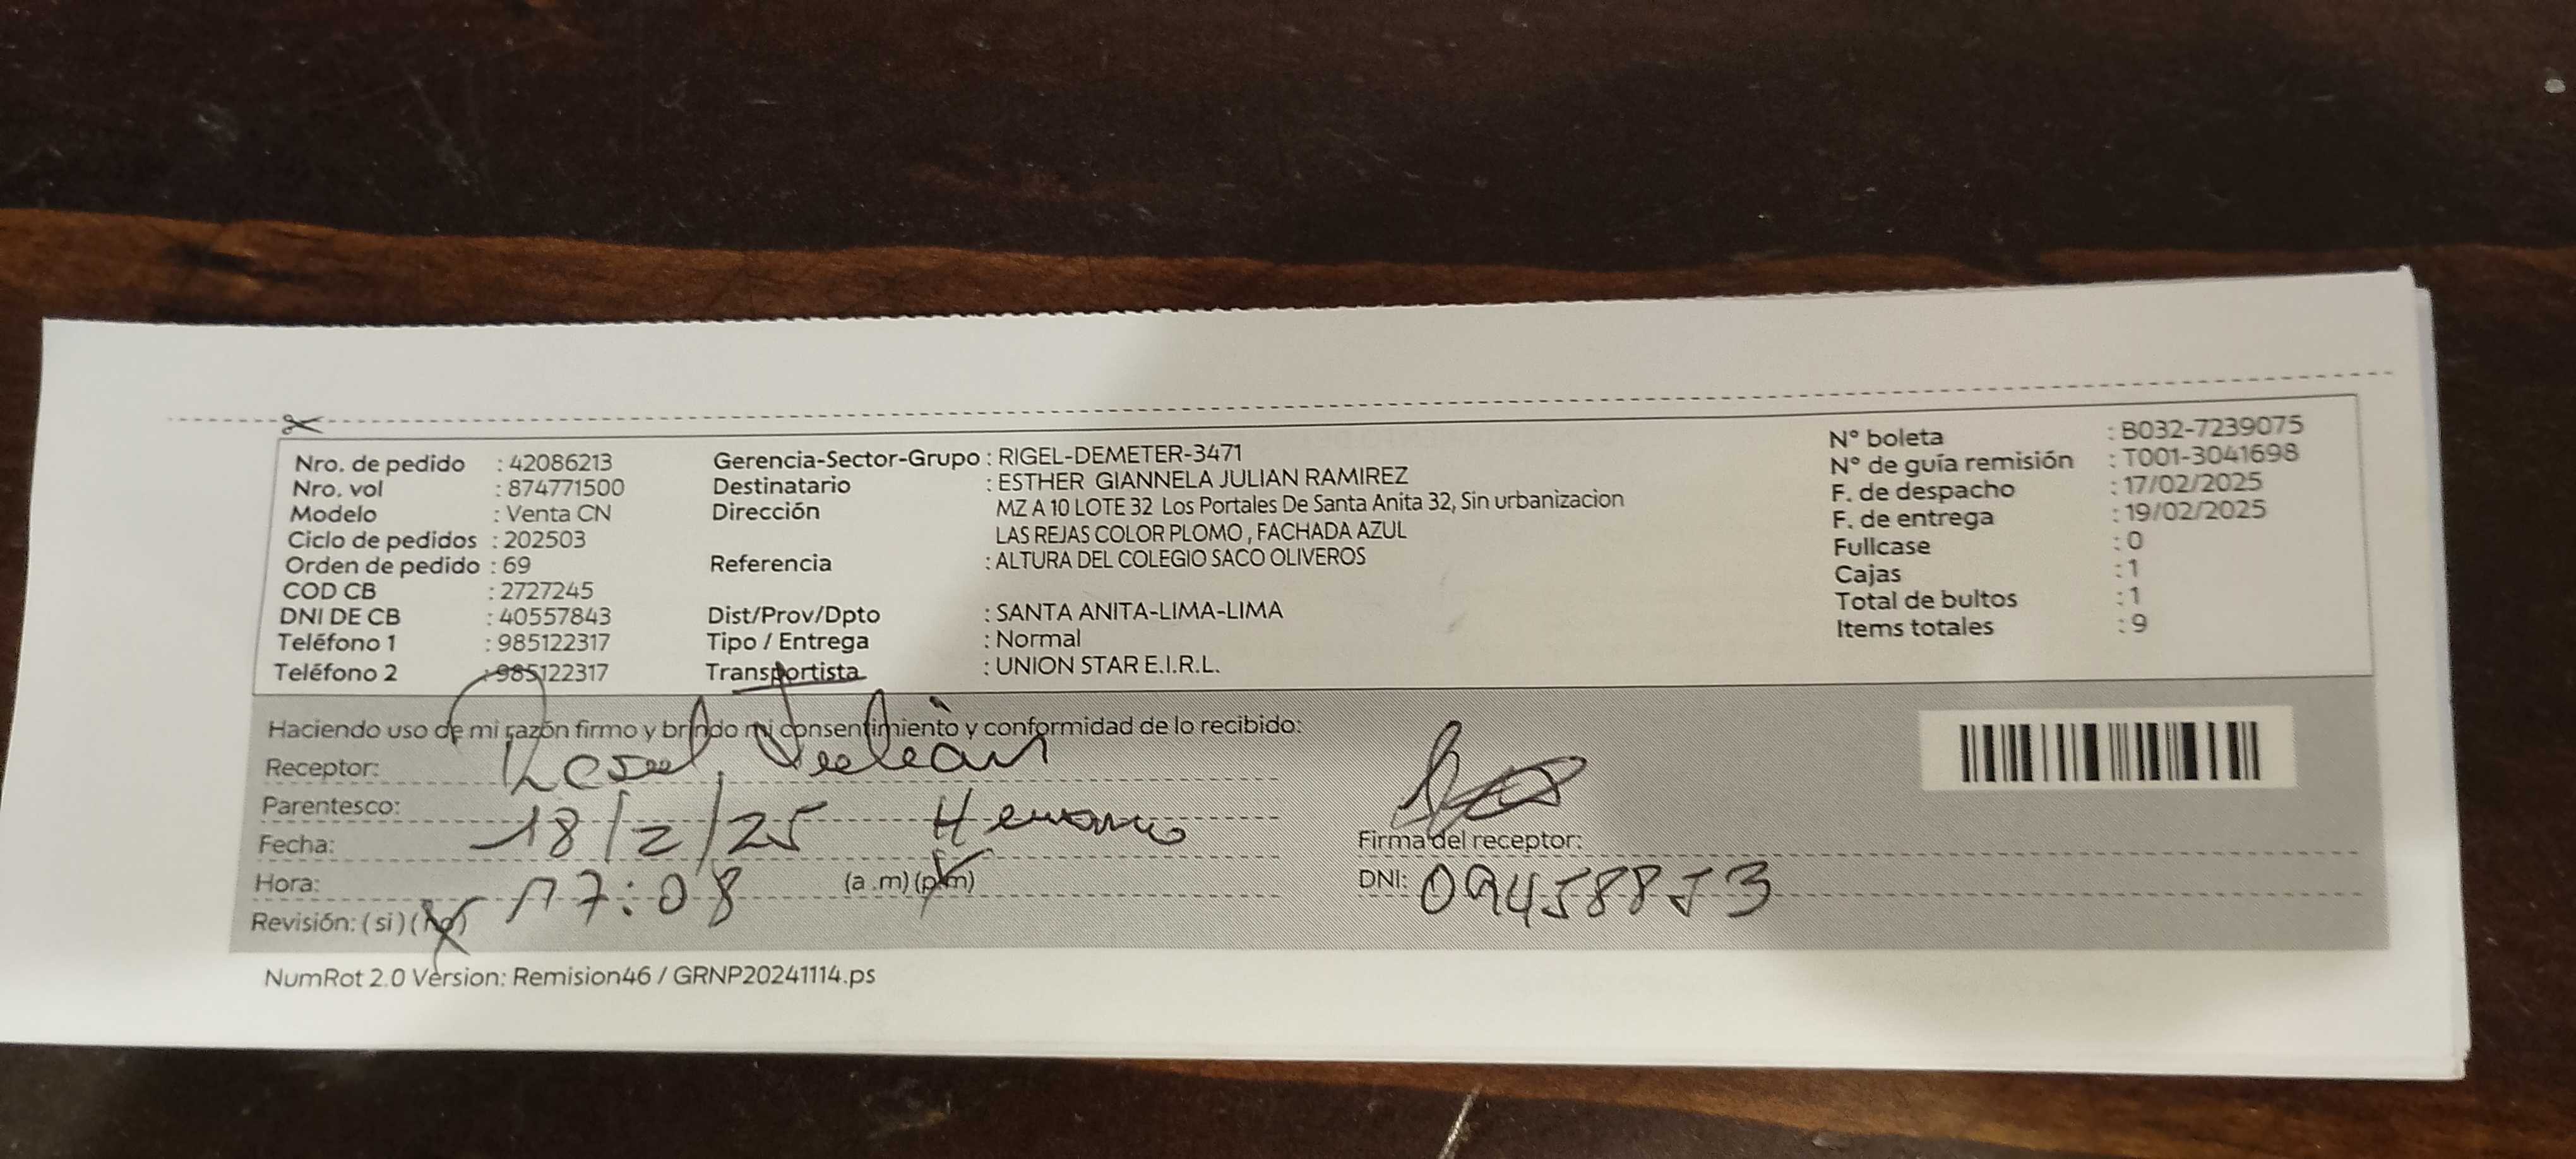 Nro. de pedido : 42086213
Nro. vol : 874771500
Modelo : Venta CN
Ciclo de pedidos : 202503
Orden de pedido : 69
COD CB : 2727245
DNI DE CB : 40557843
Teléfono 1 : 985122317
Teléfono 2 : 985122317
Gerencia-Sector-Grupo : RIGEL-DEMETER-3471
Destinatario : ESTHER GIANNELA JULIAN RAMIREZ
Dirección MZ A 10 LOTE 32 Los Portales De Santa Anita 32, Sin urbanizacion
LAS REJAS COLOR PLOMO , FACHADA AZUL
Referencia : ALTURA DEL COLEGIO SACO OLIVEROS
Dist/Prov/Dpto : SANTA ANITA-LIMA-LIMA
Tipo / Entrega : Normal
Transportista : UNION STAR E.I.R.L.
N° boleta : B032-7239075
N° de guía remisión : T001-3041698
F. de despacho : 17/02/2025
F. de entrega : 19/02/2025
Fullcase : 0
Cajas : 1
Total de bultos : 1
Items totales : 9
Haciendo uso de mi razón firmo y brindo mi consentimiento y conformidad de lo recibido:
Receptor: Julian
Parentesco: Hermano
Fecha: 18/2/25
Hora: 17:08 (a .m) (p.m)
Revisión: ( si ) ( no )
Firma del receptor:
DNI: 09458853
NumRot 2.0 Version: Remision46 / GRNP20241114.ps